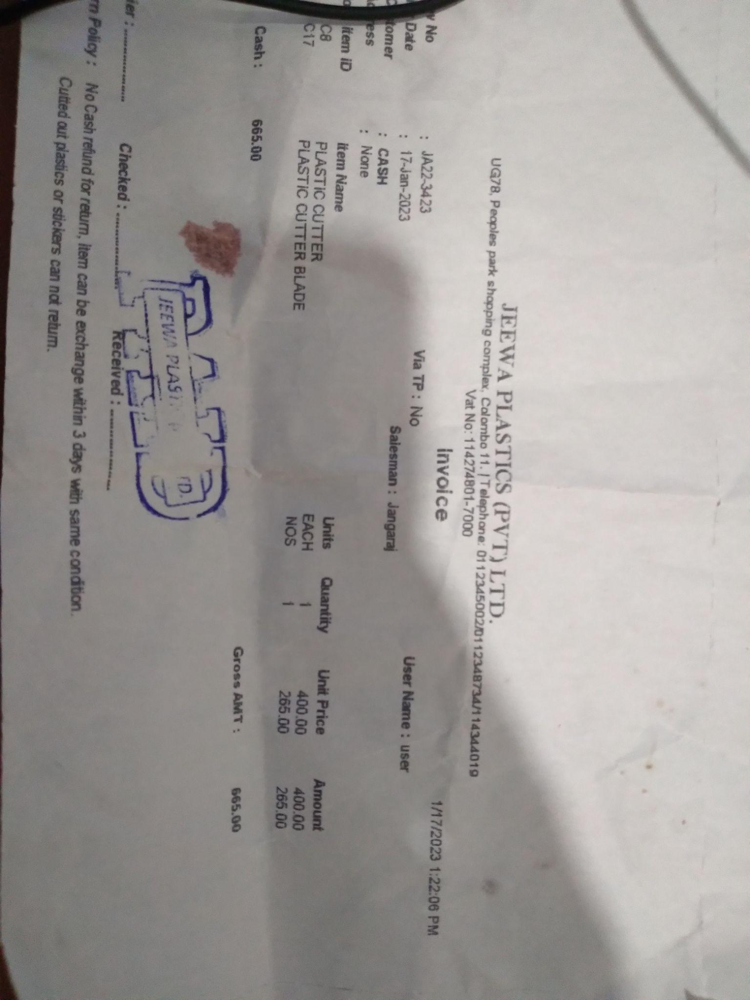 JEEWA PLASTICS (PVT) LTD.
UG78, Peoples park shopping complex, Colombo 11. | Telephone: 0112345002/0112348734/114344019
Vat No: 114274801-7000
Invoice
1/17/2023 1:22:06 PM
No : JA22-3423 Via TP : No User Name : user
Date : 17-Jan-2023 Salesman : Jangaraj
: CASH
: None
Item ID Item Name Units Quantity Unit Price Amount
C8 PLASTIC CUTTER EACH 1 400.00 400.00
C17 PLASTIC CUTTER BLADE NOS 1 265.00 265.00
Cash : 665.00 Gross AMT : 665.00
PAID
JEEWA PLAS
TD.
Checked : .................. Received : ..................
Policy : No Cash refund for return, item can be exchange within 3 days with same condition.
Cutted out plastics or stickers can not return.